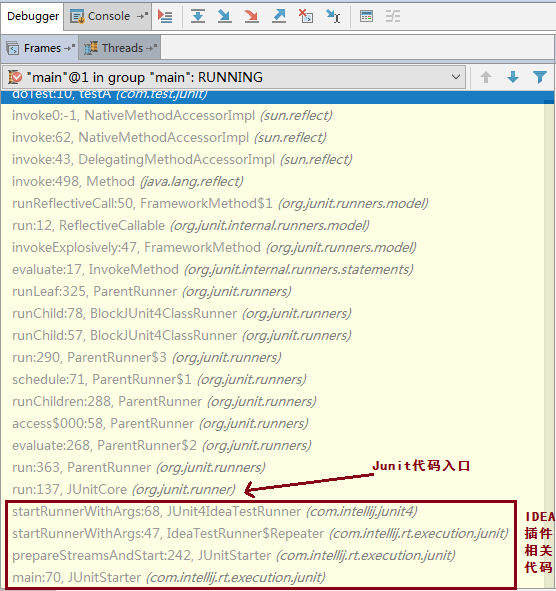 Debugger Console →
Frames → Threads →
"main"@1 in group "main": RUNNING
doTest:10, testA (com.test.junit)
invoke0:-1, NativeMethodAccessorImpl (sun.reflect)
invoke:62, NativeMethodAccessorImpl (sun.reflect)
invoke:43, DelegatingMethodAccessorImpl (sun.reflect)
invoke:498, Method (java.lang.reflect)
runReflectiveCall:50, FrameworkMethod$1 (org.junit.runners.model)
run:12, ReflectiveCallable (org.junit.internal.runners.model)
invokeExplosively:47, FrameworkMethod (org.junit.runners.model)
evaluate:17, InvokeMethod (org.junit.internal.runners.statements)
runLeaf:325, ParentRunner (org.junit.runners)
runChild:78, BlockJUnit4ClassRunner (org.junit.runners)
runChild:57, BlockJUnit4ClassRunner (org.junit.runners)
run:290, ParentRunner$3 (org.junit.runners)
schedule:71, ParentRunner$1 (org.junit.runners)
runChildren:288, ParentRunner (org.junit.runners)
access$000:58, ParentRunner (org.junit.runners)
evaluate:268, ParentRunner$2 (org.junit.runners)
run:363, ParentRunner (org.junit.runners)
Junit代码入口
run:137, JUnitCore (org.junit.runner)
startRunnerWithArgs:68, JUnit4IdeaTestRunner (com.intellij.junit4)
startRunnerWithArgs:47, IdeaTestRunner$Repeater (com.intellij.rt.execution.junit)
prepareStreamsAndStart:242, JUnitStarter (com.intellij.rt.execution.junit)
main:70, JUnitStarter (com.intellij.rt.execution.junit)
IDEA
插件
相关
代码